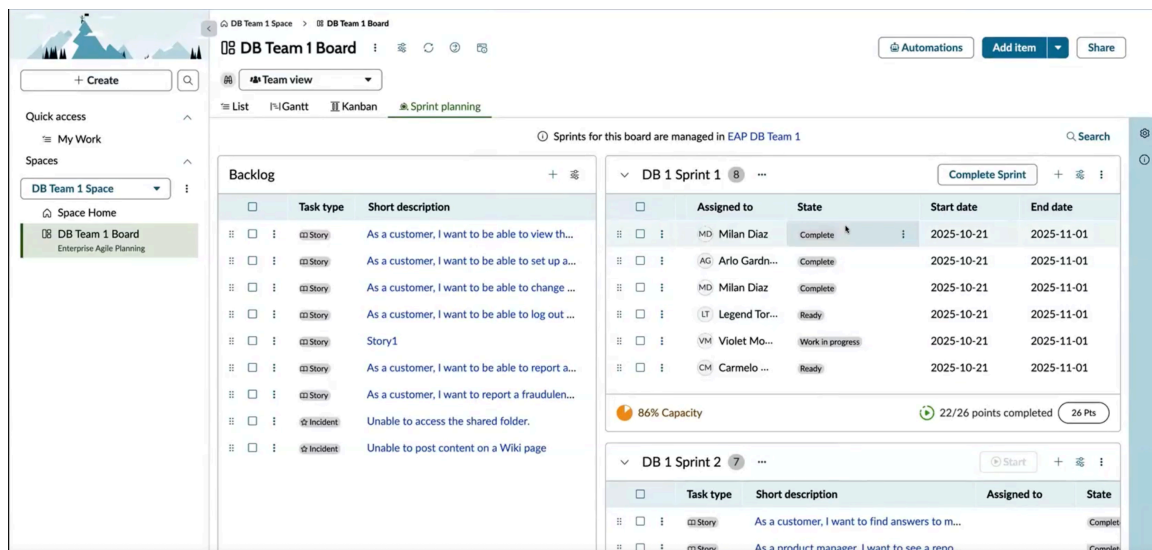 DB Team 1 Space > DB Team 1 Board
DB Team 1 Board
Automations
Add item
Share
+ Create
Team view
List
Gantt
Kanban
Sprint planning
Quick access
My Work
Spaces
DB Team 1 Space
Space Home
DB Team 1 Board
Enterprise Agile Planning
Sprints for this board are managed in EAP DB Team 1
Search
Backlog
Task type Short description
Story As a customer, I want to be able to view th...
Story As a customer, I want to be able to set up a...
Story As a customer, I want to be able to change ...
Story As a customer, I want to be able to log out ...
Story Story1
Story As a customer, I want to be able to report a...
Story As a customer, I want to report a fraudulen...
Incident Unable to access the shared folder.
Incident Unable to post content on a Wiki page
DB 1 Sprint 1 8 ...
Complete Sprint
Assigned to State Start date End date
MD Milan Diaz Complete 2025-10-21 2025-11-01
AG Arlo Gardn... Complete 2025-10-21 2025-11-01
MD Milan Diaz Complete 2025-10-21 2025-11-01
LT Legend Tor... Ready 2025-10-21 2025-11-01
VM Violet Mo... Work in progress 2025-10-21 2025-11-01
CM Carmelo ... Ready 2025-10-21 2025-11-01
86% Capacity
22/26 points completed
26 Pts
DB 1 Sprint 2 7 ...
Start
Task type Short description Assigned to State
Story As a customer, I want to find answers to m... Complet
Story As a product manager, I want to see a repo... Complet